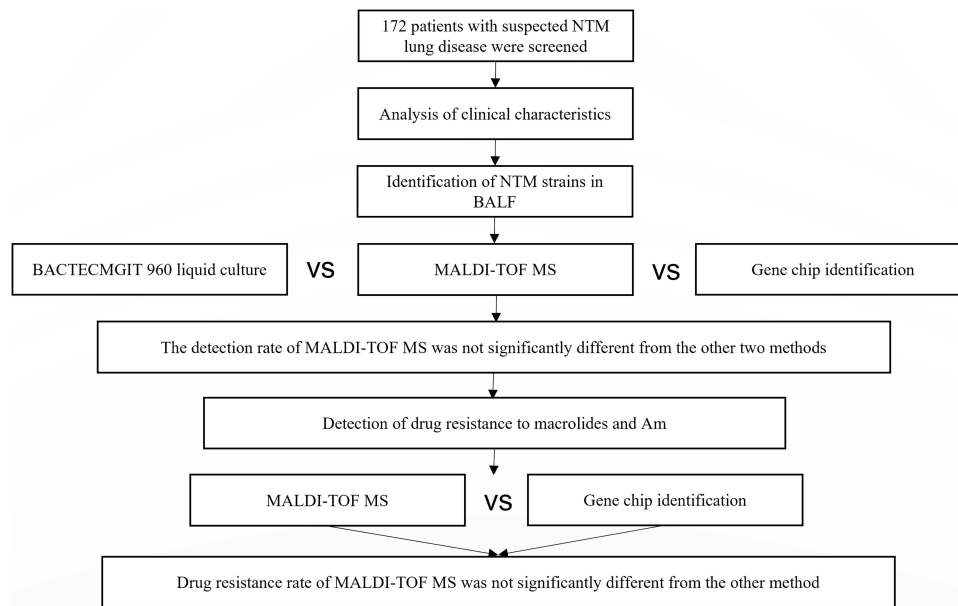 172 patients with suspected NTM
lung disease were screened
Analysis of clinical characteristics
Identification of NTM strains in
BALF
BACTECMGIT 960 liquid culture
VS
MALDI-TOF MS
VS
Gene chip identification
The detection rate of MALDI-TOF MS was not significantly different from the other two methods
Detection of drug resistance to macrolides and Am
MALDI-TOF MS
VS
Gene chip identification
Drug resistance rate of MALDI-TOF MS was not significantly different from the other method